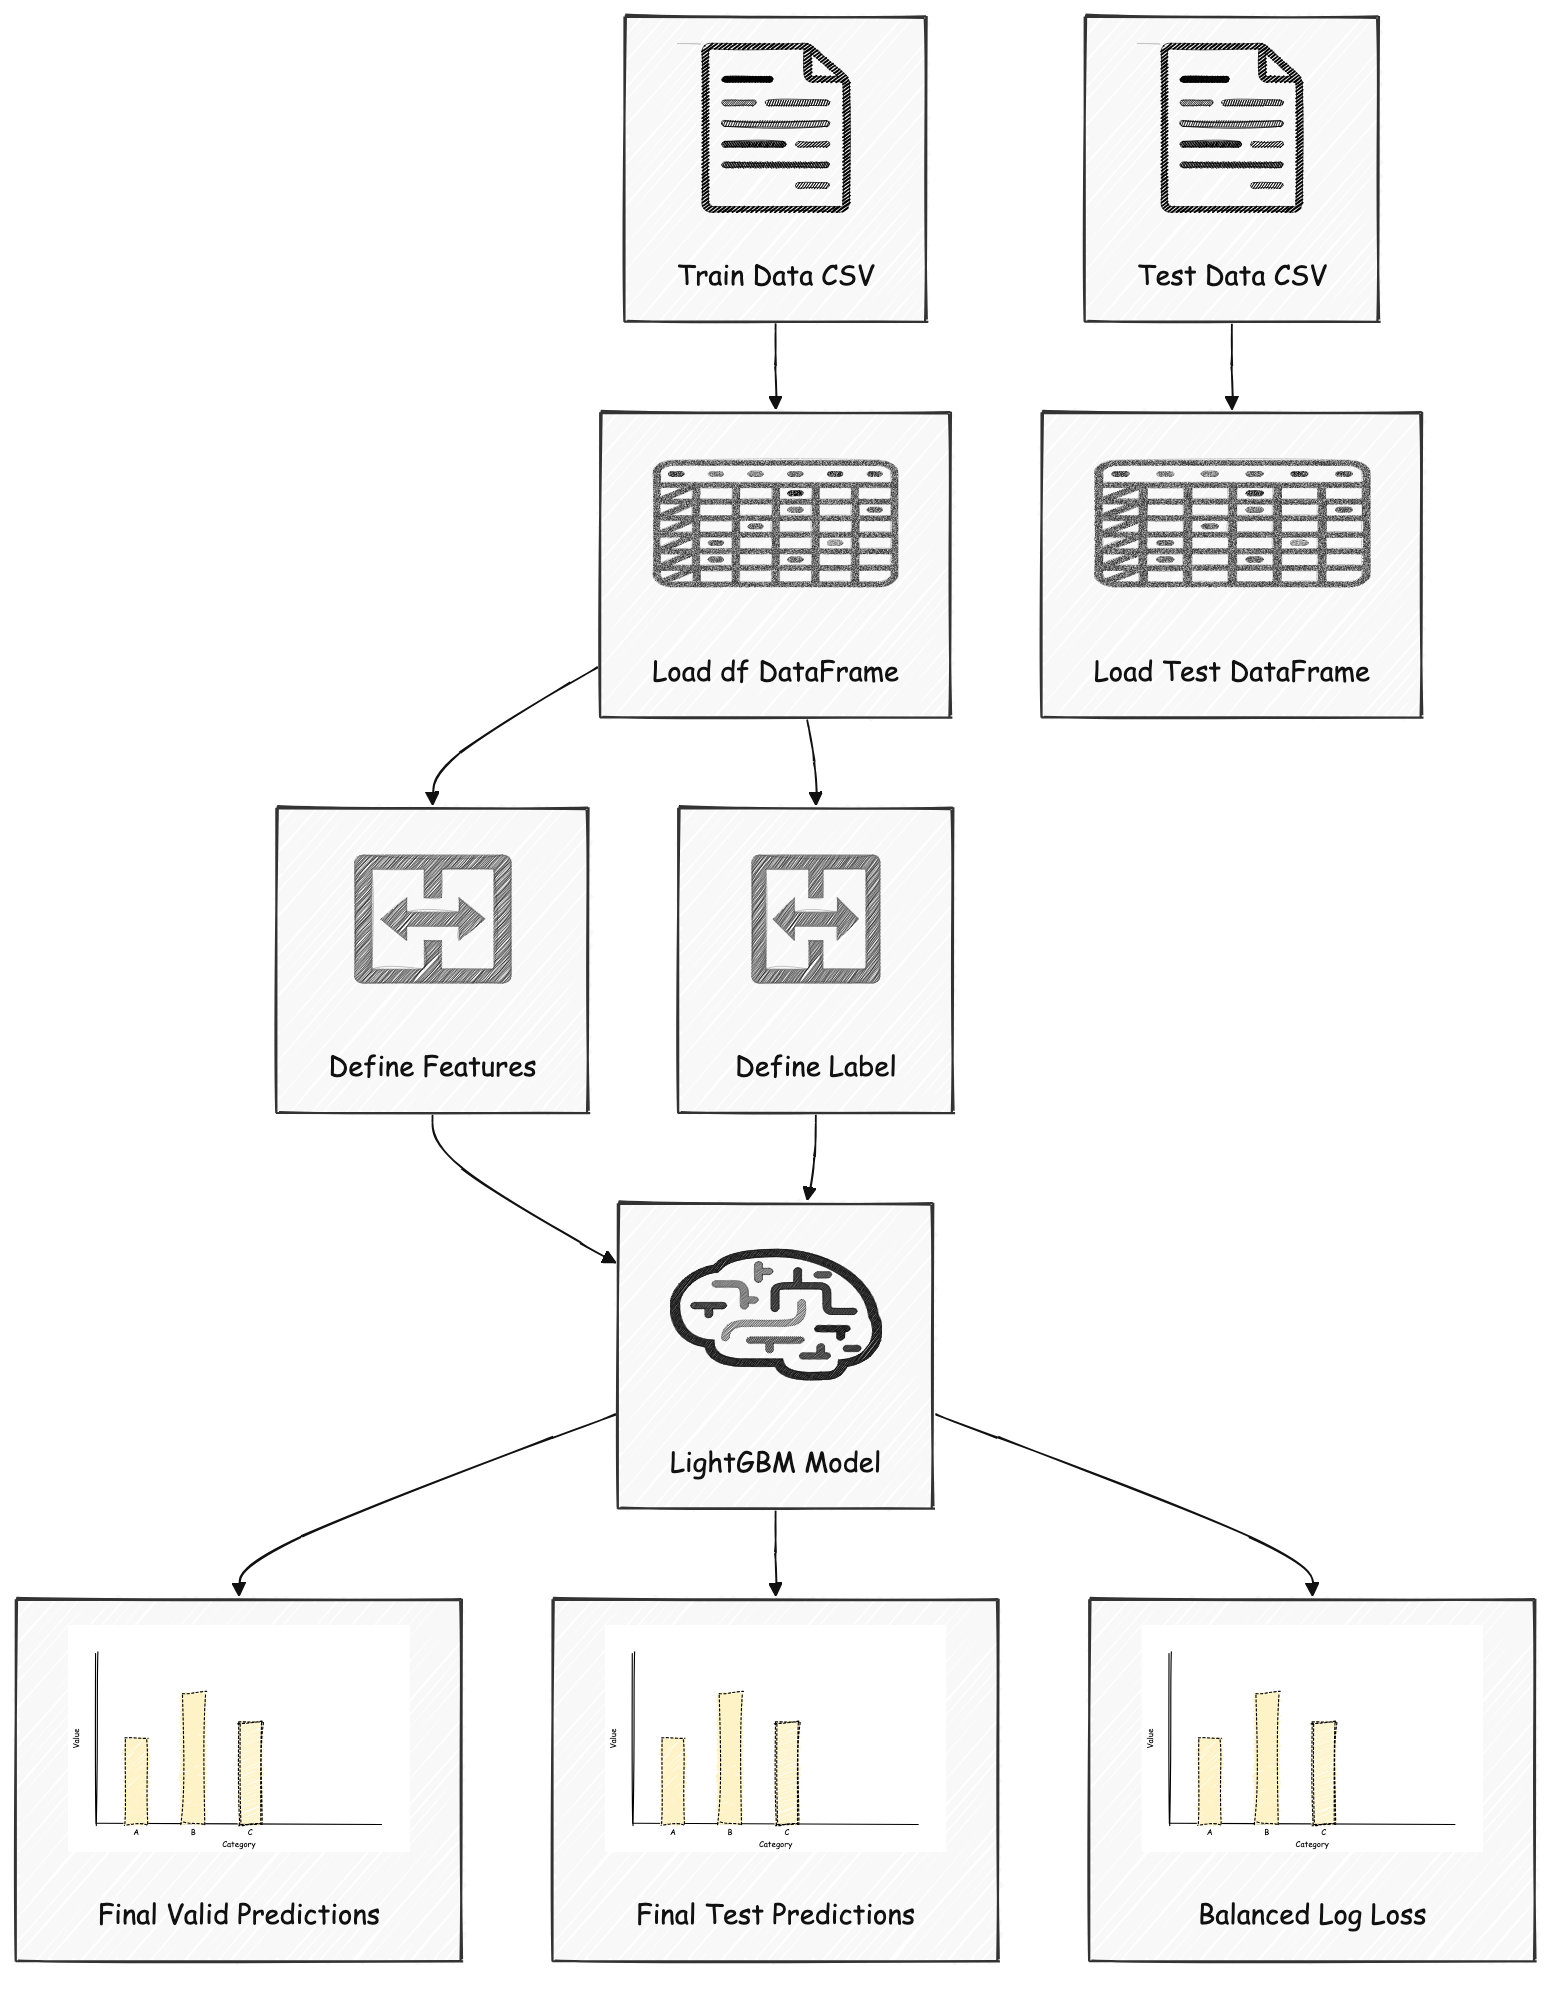 Train Data CSV
Test Data CSV
Load df DataFrame
Load Test DataFrame
Define Features
Define Label
LightGBM Model
Value
A
B
C
Category
Final Valid Predictions
Value
A
B
C
Category
Final Test Predictions
Value
A
B
C
Category
Balanced Log Loss